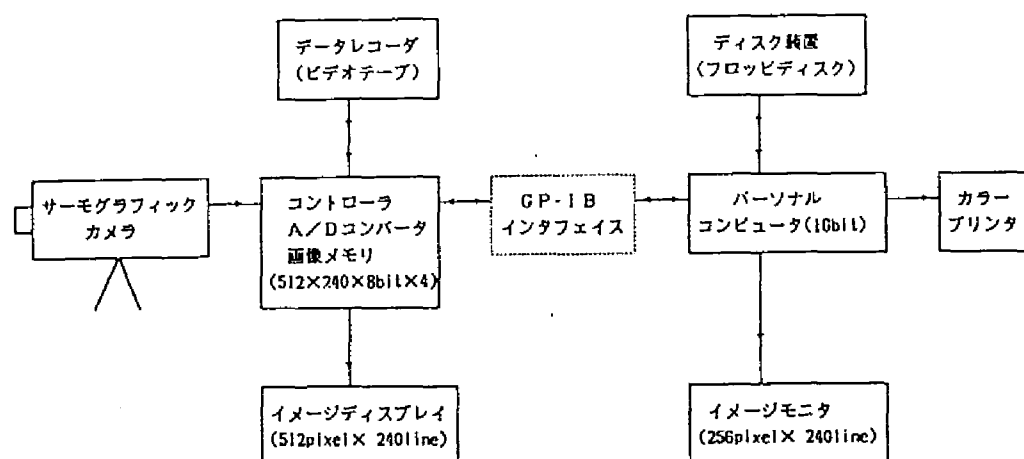 データレコーダ
(ビデオテープ)
ディスク装置
(フロッピディスク)
サーモグラフィック
カメラ
コントローラ
A/Dコンバータ
画像メモリ
(512×240×8bit×4)
GP-IB
インタフェイス
パーソナル
コンピュータ(16bit)
カラー
プリンタ
イメージディスプレイ
(512pixel× 240line)
イメージモニタ
(256pixel× 240line)